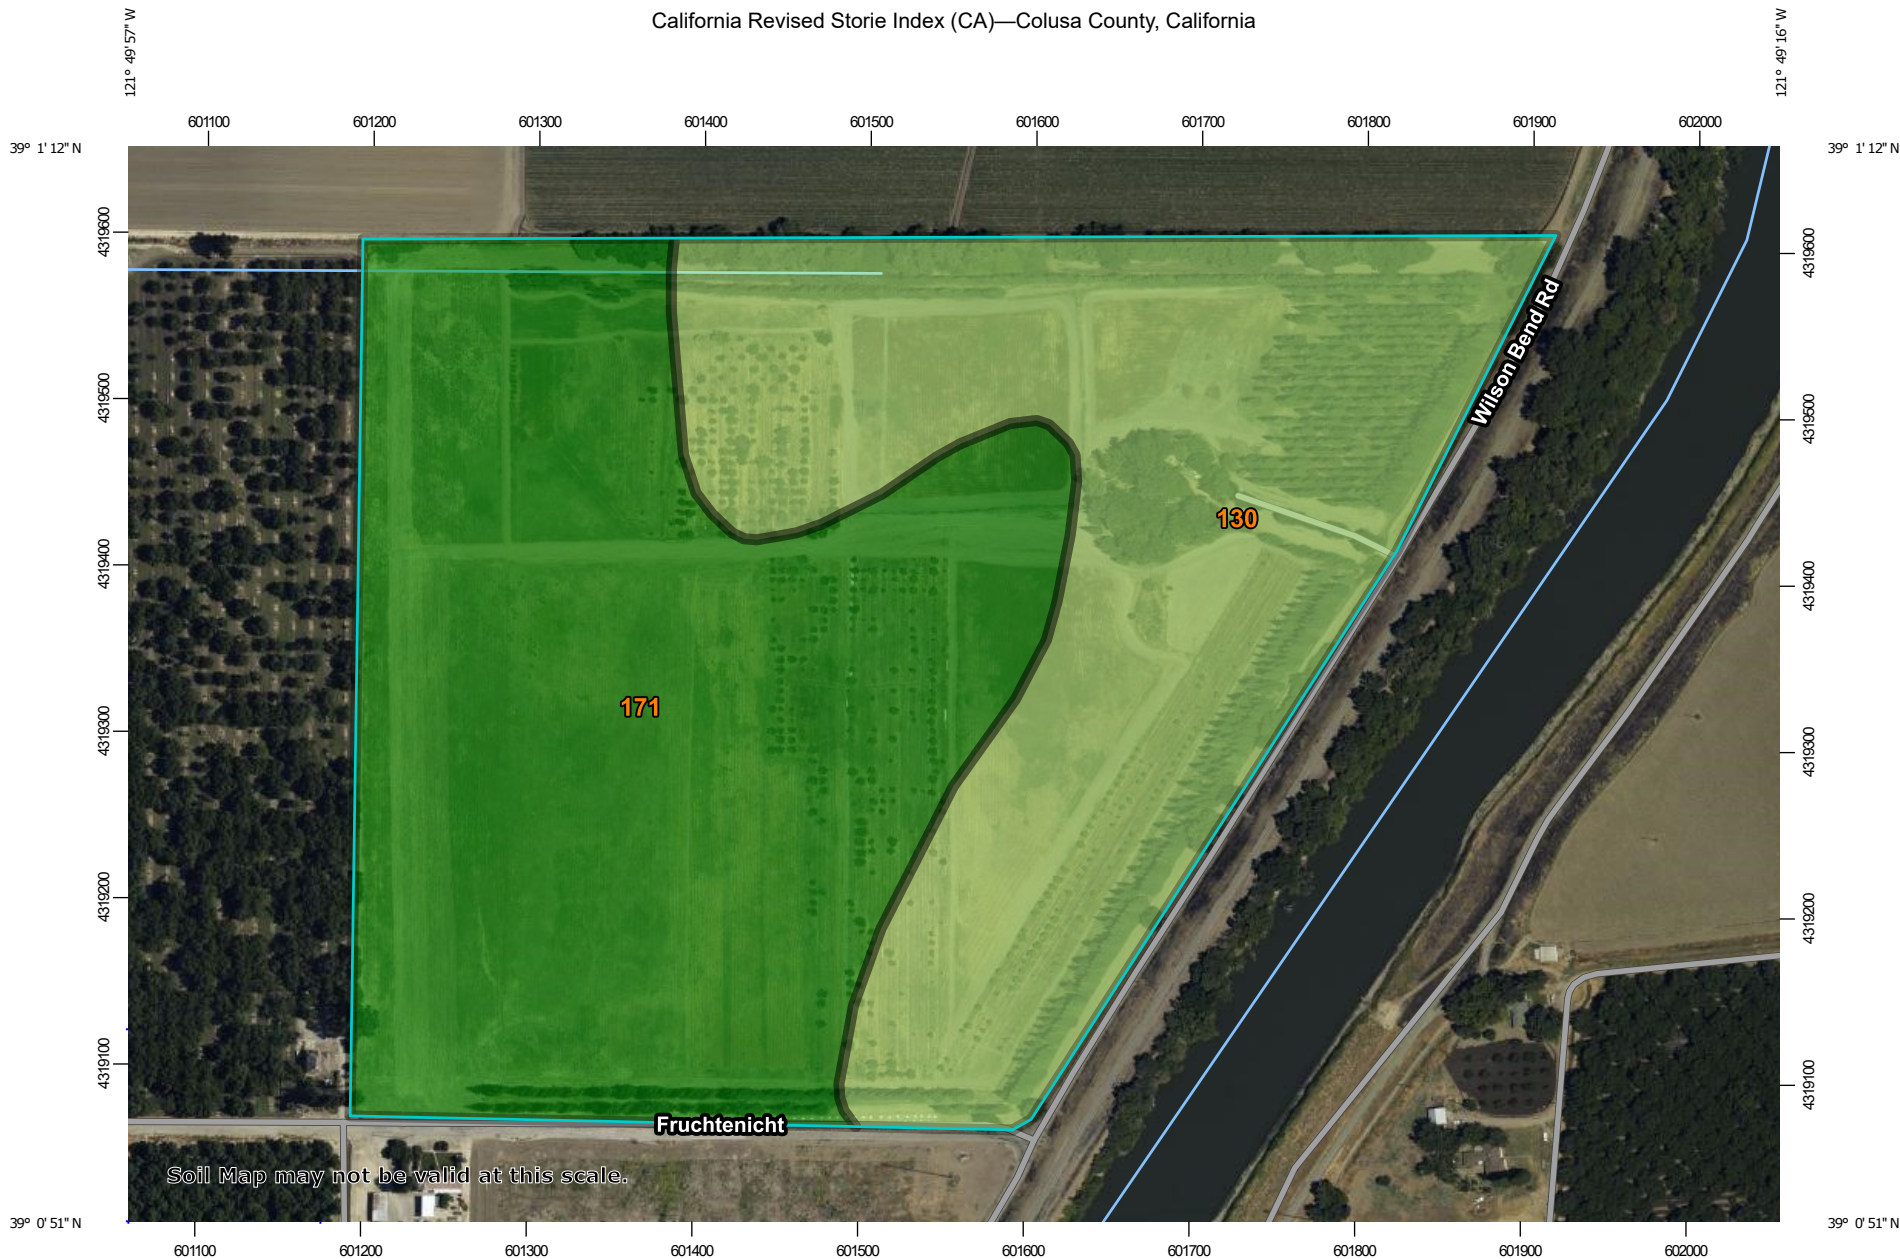 California Revised Storie Index (CA)—Colusa County, California
121° 49' 57" W
121° 49' 16" W
601100 601200 601300 601400 601500 601600 601700 601800 601900 602000
39° 1' 12" N
39° 1' 12" N
4319600
4319600
Wilson Bend Rd
4319500
4319500
130
4319400
4319400
171
4319300
4319300
4319200
4319200
4319100
4319100
Fruchtenicht
Soil Map may not be valid at this scale.
39° 0' 51" N
39° 0' 51" N
601100 601200 601300 601400 601500 601600 601700 601800 601900 602000